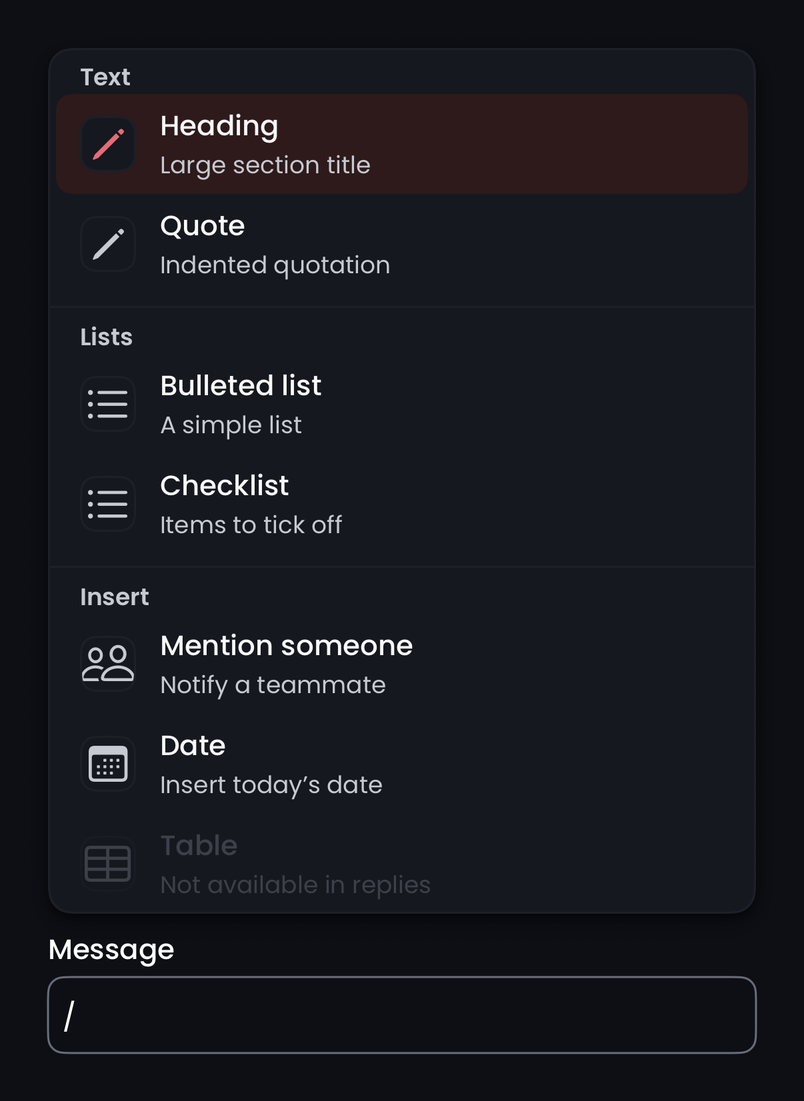 Text
Heading
Large section title
Quote
Indented quotation
Lists
Bulleted list
A simple list
Checklist
Items to tick off
Insert
Mention someone
Notify a teammate
Date
Insert today’s date
Table
Not available in replies
Message
/